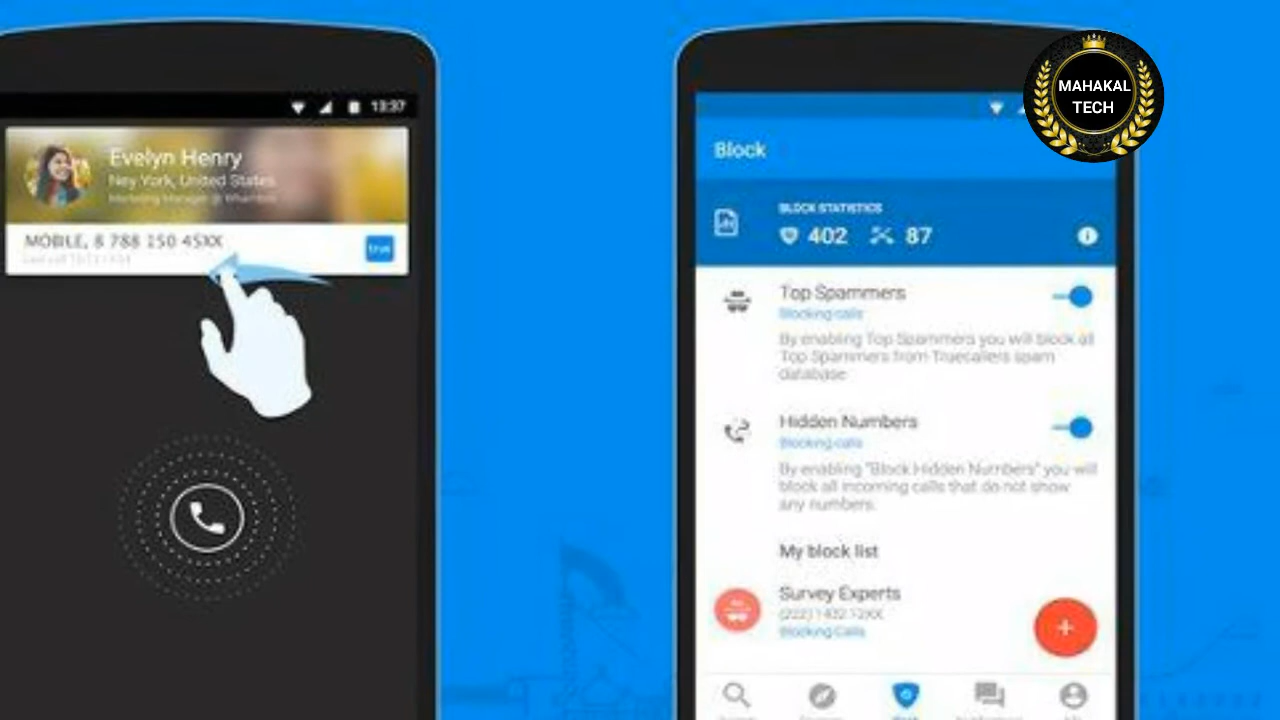 13:37
Evelyn Henry
Ney York, United States
MOBILE, 8 788 150 45XX
true
MAHAKAL
TECH
Block
BLOCK STATISTICS
402 87
Top Spammers
Blocking calls
By enabling Top Spammers you will block all
Top Spammers from Truecallers spam
database
Hidden Numbers
Blocking calls
By enabling "Block Hidden Numbers" you will
block all incoming calls that do not show
any numbers.
My block list
Survey Experts
Blocking Calls